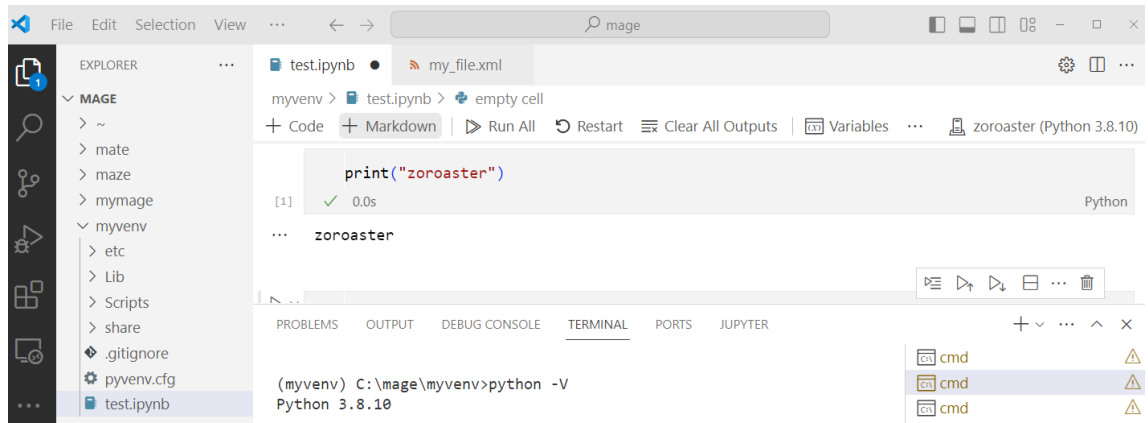 File Edit Selection View ... mage
EXPLORER ...
MAGE
~
mate
maze
mymage
myvenv
etc
Lib
Scripts
share
.gitignore
pyvenv.cfg
test.ipynb
1
test.ipynb my_file.xml ...
myvenv > test.ipynb > empty cell
+ Code + Markdown Run All Restart Clear All Outputs Variables ... zoroaster (Python 3.8.10)
print("zoroaster")
[1] 0.0s Python
... zoroaster
...
PROBLEMS OUTPUT DEBUG CONSOLE TERMINAL PORTS JUPYTER ...
(myvenv) C:\mage\myvenv>python -V
Python 3.8.10
cmd
cmd
cmd